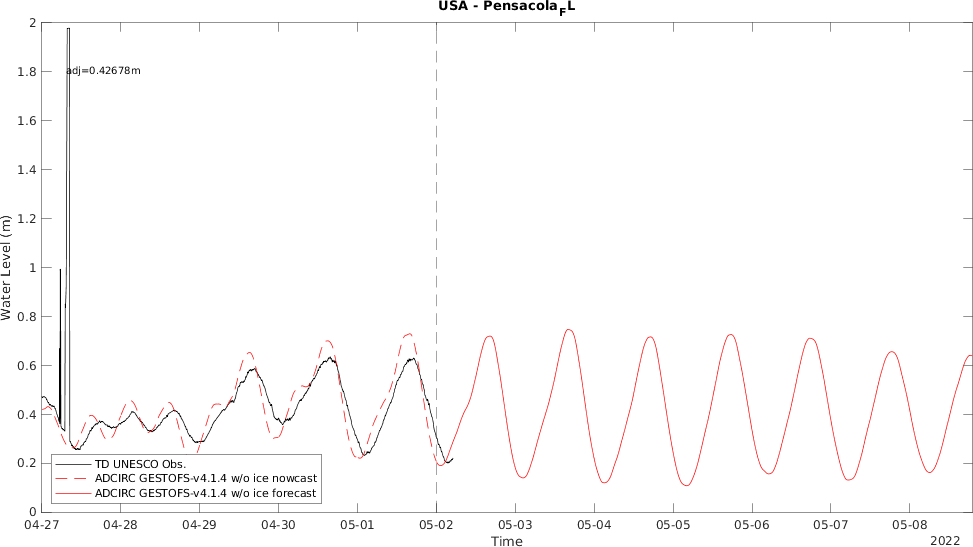 USA - Pensacola_FL
adj=0.42678m
2
1.8
1.6
1.4
1.2
1
0.8
0.6
0.4
0.2
0
Water Level (m)
TD UNESCO Obs.
ADCIRC GESTOFS-v4.1.4 w/o ice nowcast
ADCIRC GESTOFS-v4.1.4 w/o ice forecast
04-27 04-28 04-29 04-30 05-01 05-02 05-03 05-04 05-05 05-06 05-07 05-08
Time
2022